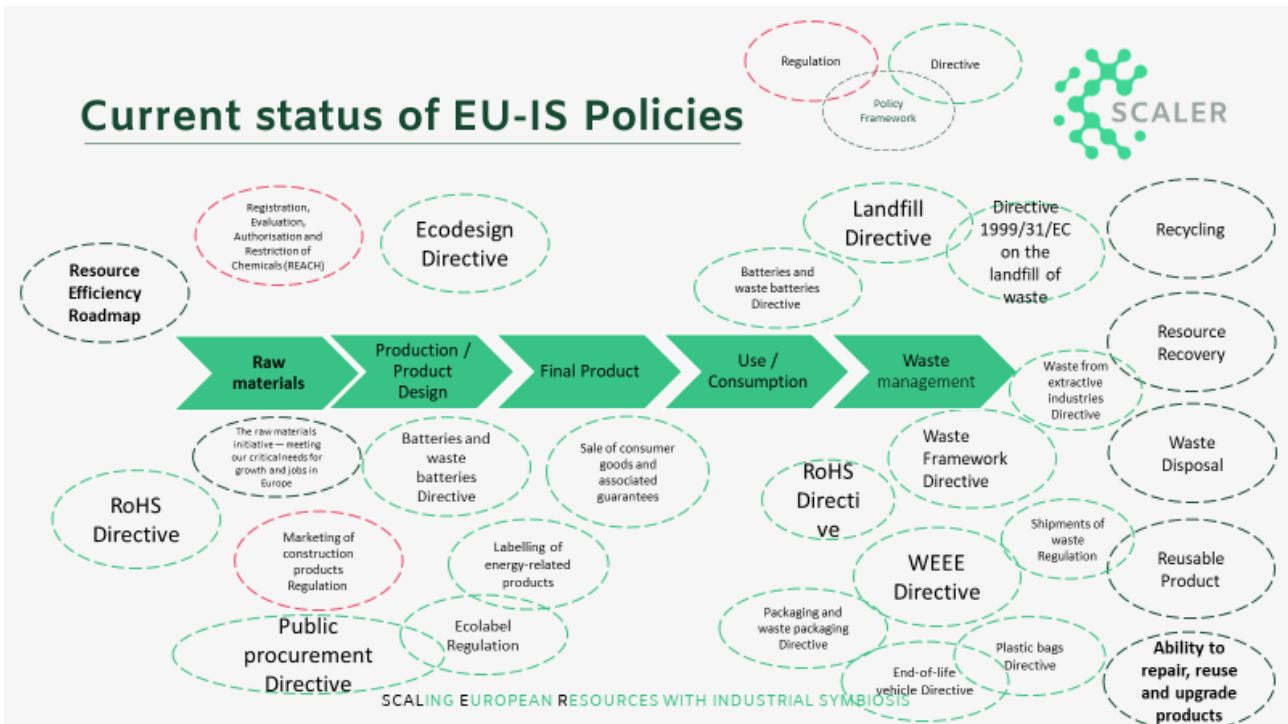 Current status of EU-IS Policies
Regulation
Directive
Policy
Framework
SCALER
Resource
Efficiency
Roadmap
Registration,
Evaluation,
Authorisation and
Restriction of
Chemicals (REACH)
Ecodesign
Directive
Landfill
Directive
Batteries and
waste batteries
Directive
Directive
1999/31/EC
on the
landfill of
waste
Recycling
Resource
Recovery
Raw
materials
Production /
Product
Design
Final Product
Use /
Consumption
Waste
management
Waste from
extractive
industries
Directive
The raw materials
initiative — meeting
our critical needs for
growth and jobs in
Europe
Batteries and
waste
batteries
Directive
Sale of consumer
goods and
associated
guarantees
Waste
Framework
Directive
Waste
Disposal
RoHS
Directive
RoHS
Directi
ve
Marketing of
construction
products
Regulation
Labelling of
energy-related
products
Shipments of
waste
Regulation
WEEE
Directive
Reusable
Product
Public
procurement
Directive
Ecolabel
Regulation
Packaging and
waste packaging
Directive
End-of-life
vehicle Directive
Plastic bags
Directive
Ability to
repair, reuse
and upgrade
products
SCALING EUROPEAN RESOURCES WITH INDUSTRIAL SYMBIOSIS